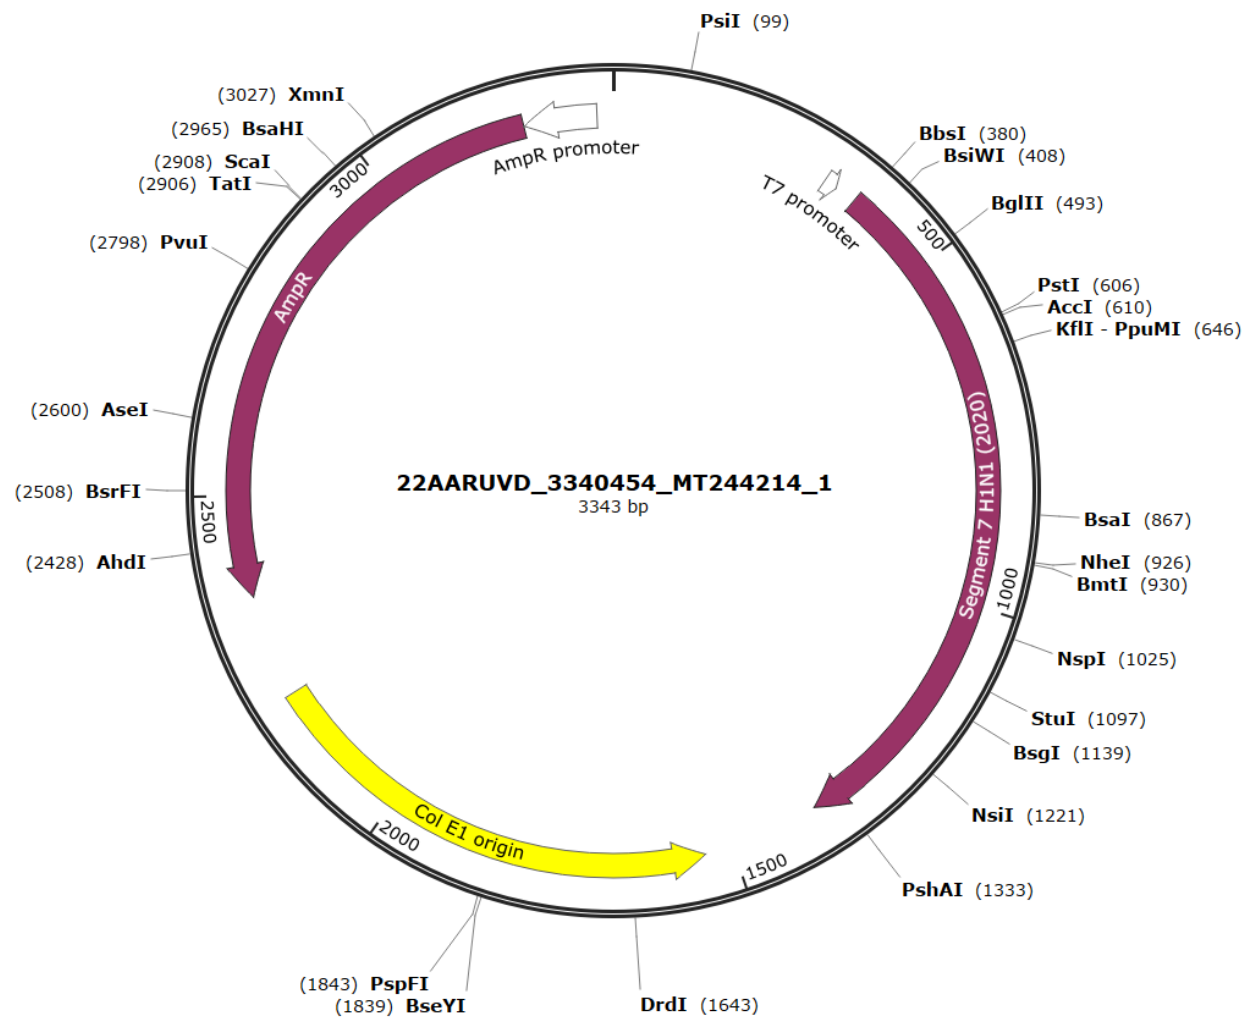 PsiI (99)
(3027) XmnI
(2965) BsaHI
(2908) ScaI
(2906) TatI
(2798) PvuI
(2600) AseI
(2508) BsrFI
(2428) AhdI
BbsI (380)
BsiWI (408)
BglII (493)
PstI (606)
AccI (610)
KflI - PpuMI (646)
BsaI (867)
NheI (926)
BmtI (930)
NspI (1025)
StuI (1097)
BsgI (1139)
NsiI (1221)
PshAI (1333)
DrdI (1643)
(1843) PspFI
(1839) BseYI
AmpR promoter
T7 promoter
AmpR
Segment 7 H1N1 (2020)
Col E1 origin
500
1000
1500
2000
2500
3000
22AARUVD_3340454_MT244214_1
3343 bp